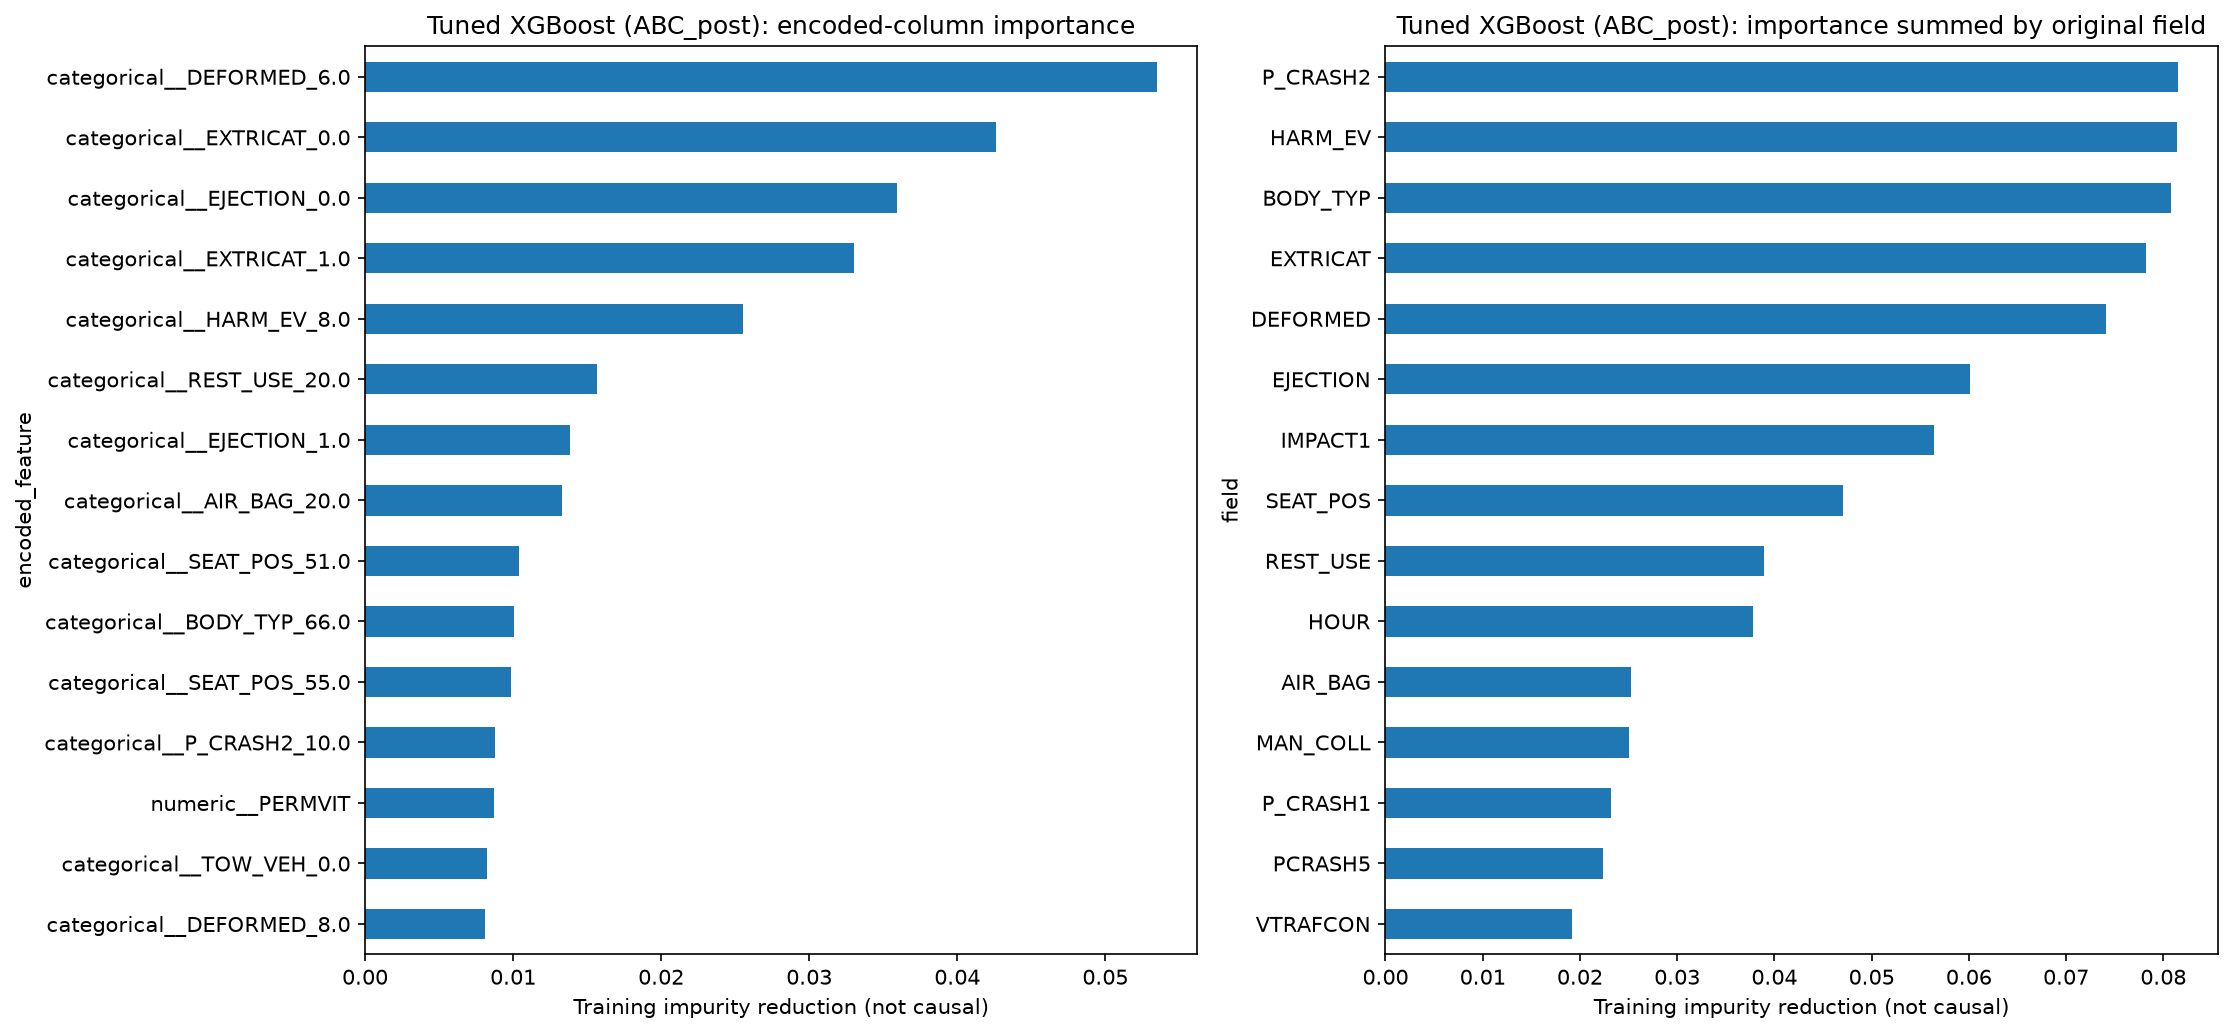 Tuned XGBoost (ABC_post): encoded-column importance
encoded_feature
categorical__DEFORMED_6.0
categorical__EXTRICAT_0.0
categorical__EJECTION_0.0
categorical__EXTRICAT_1.0
categorical__HARM_EV_8.0
categorical__REST_USE_20.0
categorical__EJECTION_1.0
categorical__AIR_BAG_20.0
categorical__SEAT_POS_51.0
categorical__BODY_TYP_66.0
categorical__SEAT_POS_55.0
categorical__P_CRASH2_10.0
numeric__PERMVIT
categorical__TOW_VEH_0.0
categorical__DEFORMED_8.0
0.00 0.01 0.02 0.03 0.04 0.05
Training impurity reduction (not causal)
Tuned XGBoost (ABC_post): importance summed by original field
field
P_CRASH2
HARM_EV
BODY_TYP
EXTRICAT
DEFORMED
EJECTION
IMPACT1
SEAT_POS
REST_USE
HOUR
AIR_BAG
MAN_COLL
P_CRASH1
PCRASH5
VTRAFCON
0.00 0.01 0.02 0.03 0.04 0.05 0.06 0.07 0.08
Training impurity reduction (not causal)